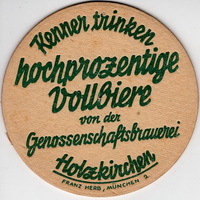 Kenner trinken
hochprozentige
Vollbiere
von der
Genossenschaftsbrauerei
Holzkirchen
FRANZ HERB, MÜNCHEN 2